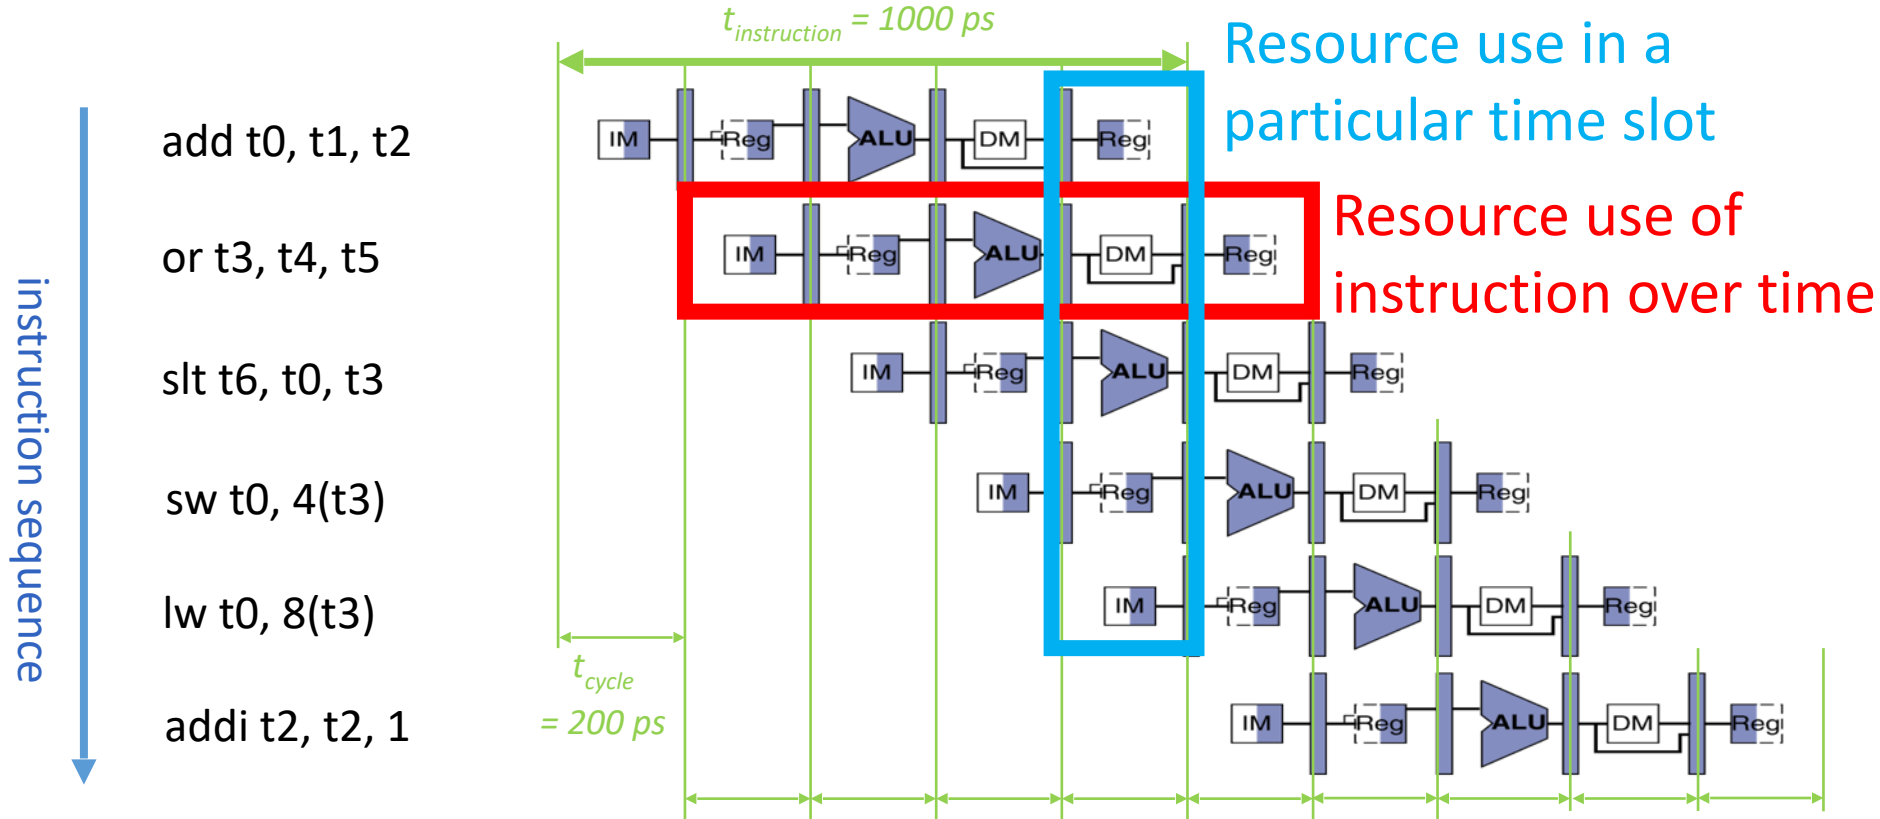 t_instruction = 1000 ps
Resource use in a
particular time slot
add t0, t1, t2
IM Reg ALU DM Reg
Resource use of
instruction over time
or t3, t4, t5
IM Reg ALU DM Reg
slt t6, t0, t3
IM Reg ALU DM Reg
sw t0, 4(t3)
IM Reg ALU DM Reg
lw t0, 8(t3)
IM Reg ALU DM Reg
addi t2, t2, 1
IM Reg ALU DM Reg
instruction sequence
t_cycle
= 200 ps